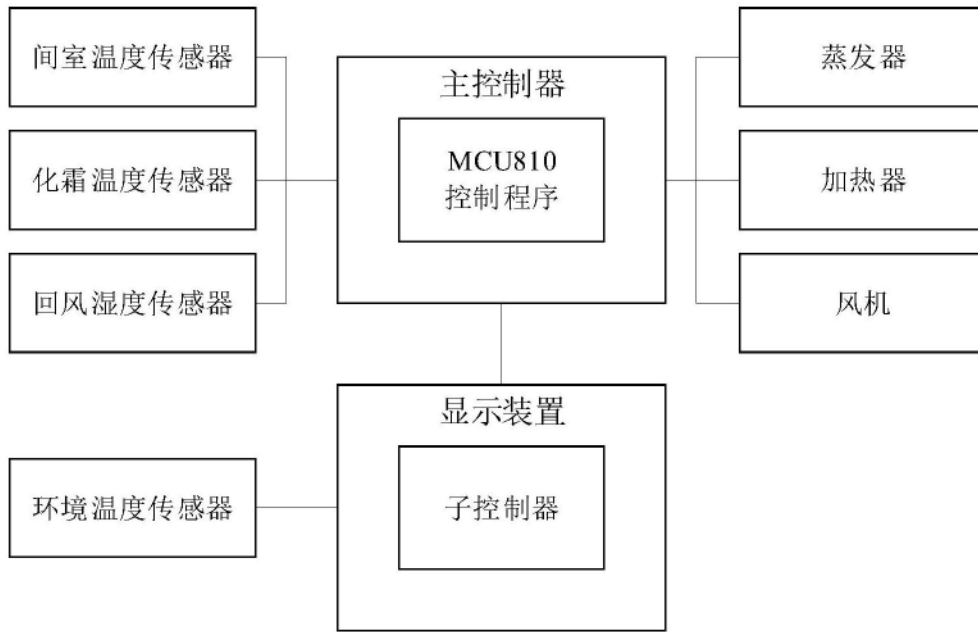 间室温度传感器
化霜温度传感器
回风湿度传感器
主控制器
MCU810
控制程序
蒸发器
加热器
风机
显示装置
子控制器
环境温度传感器